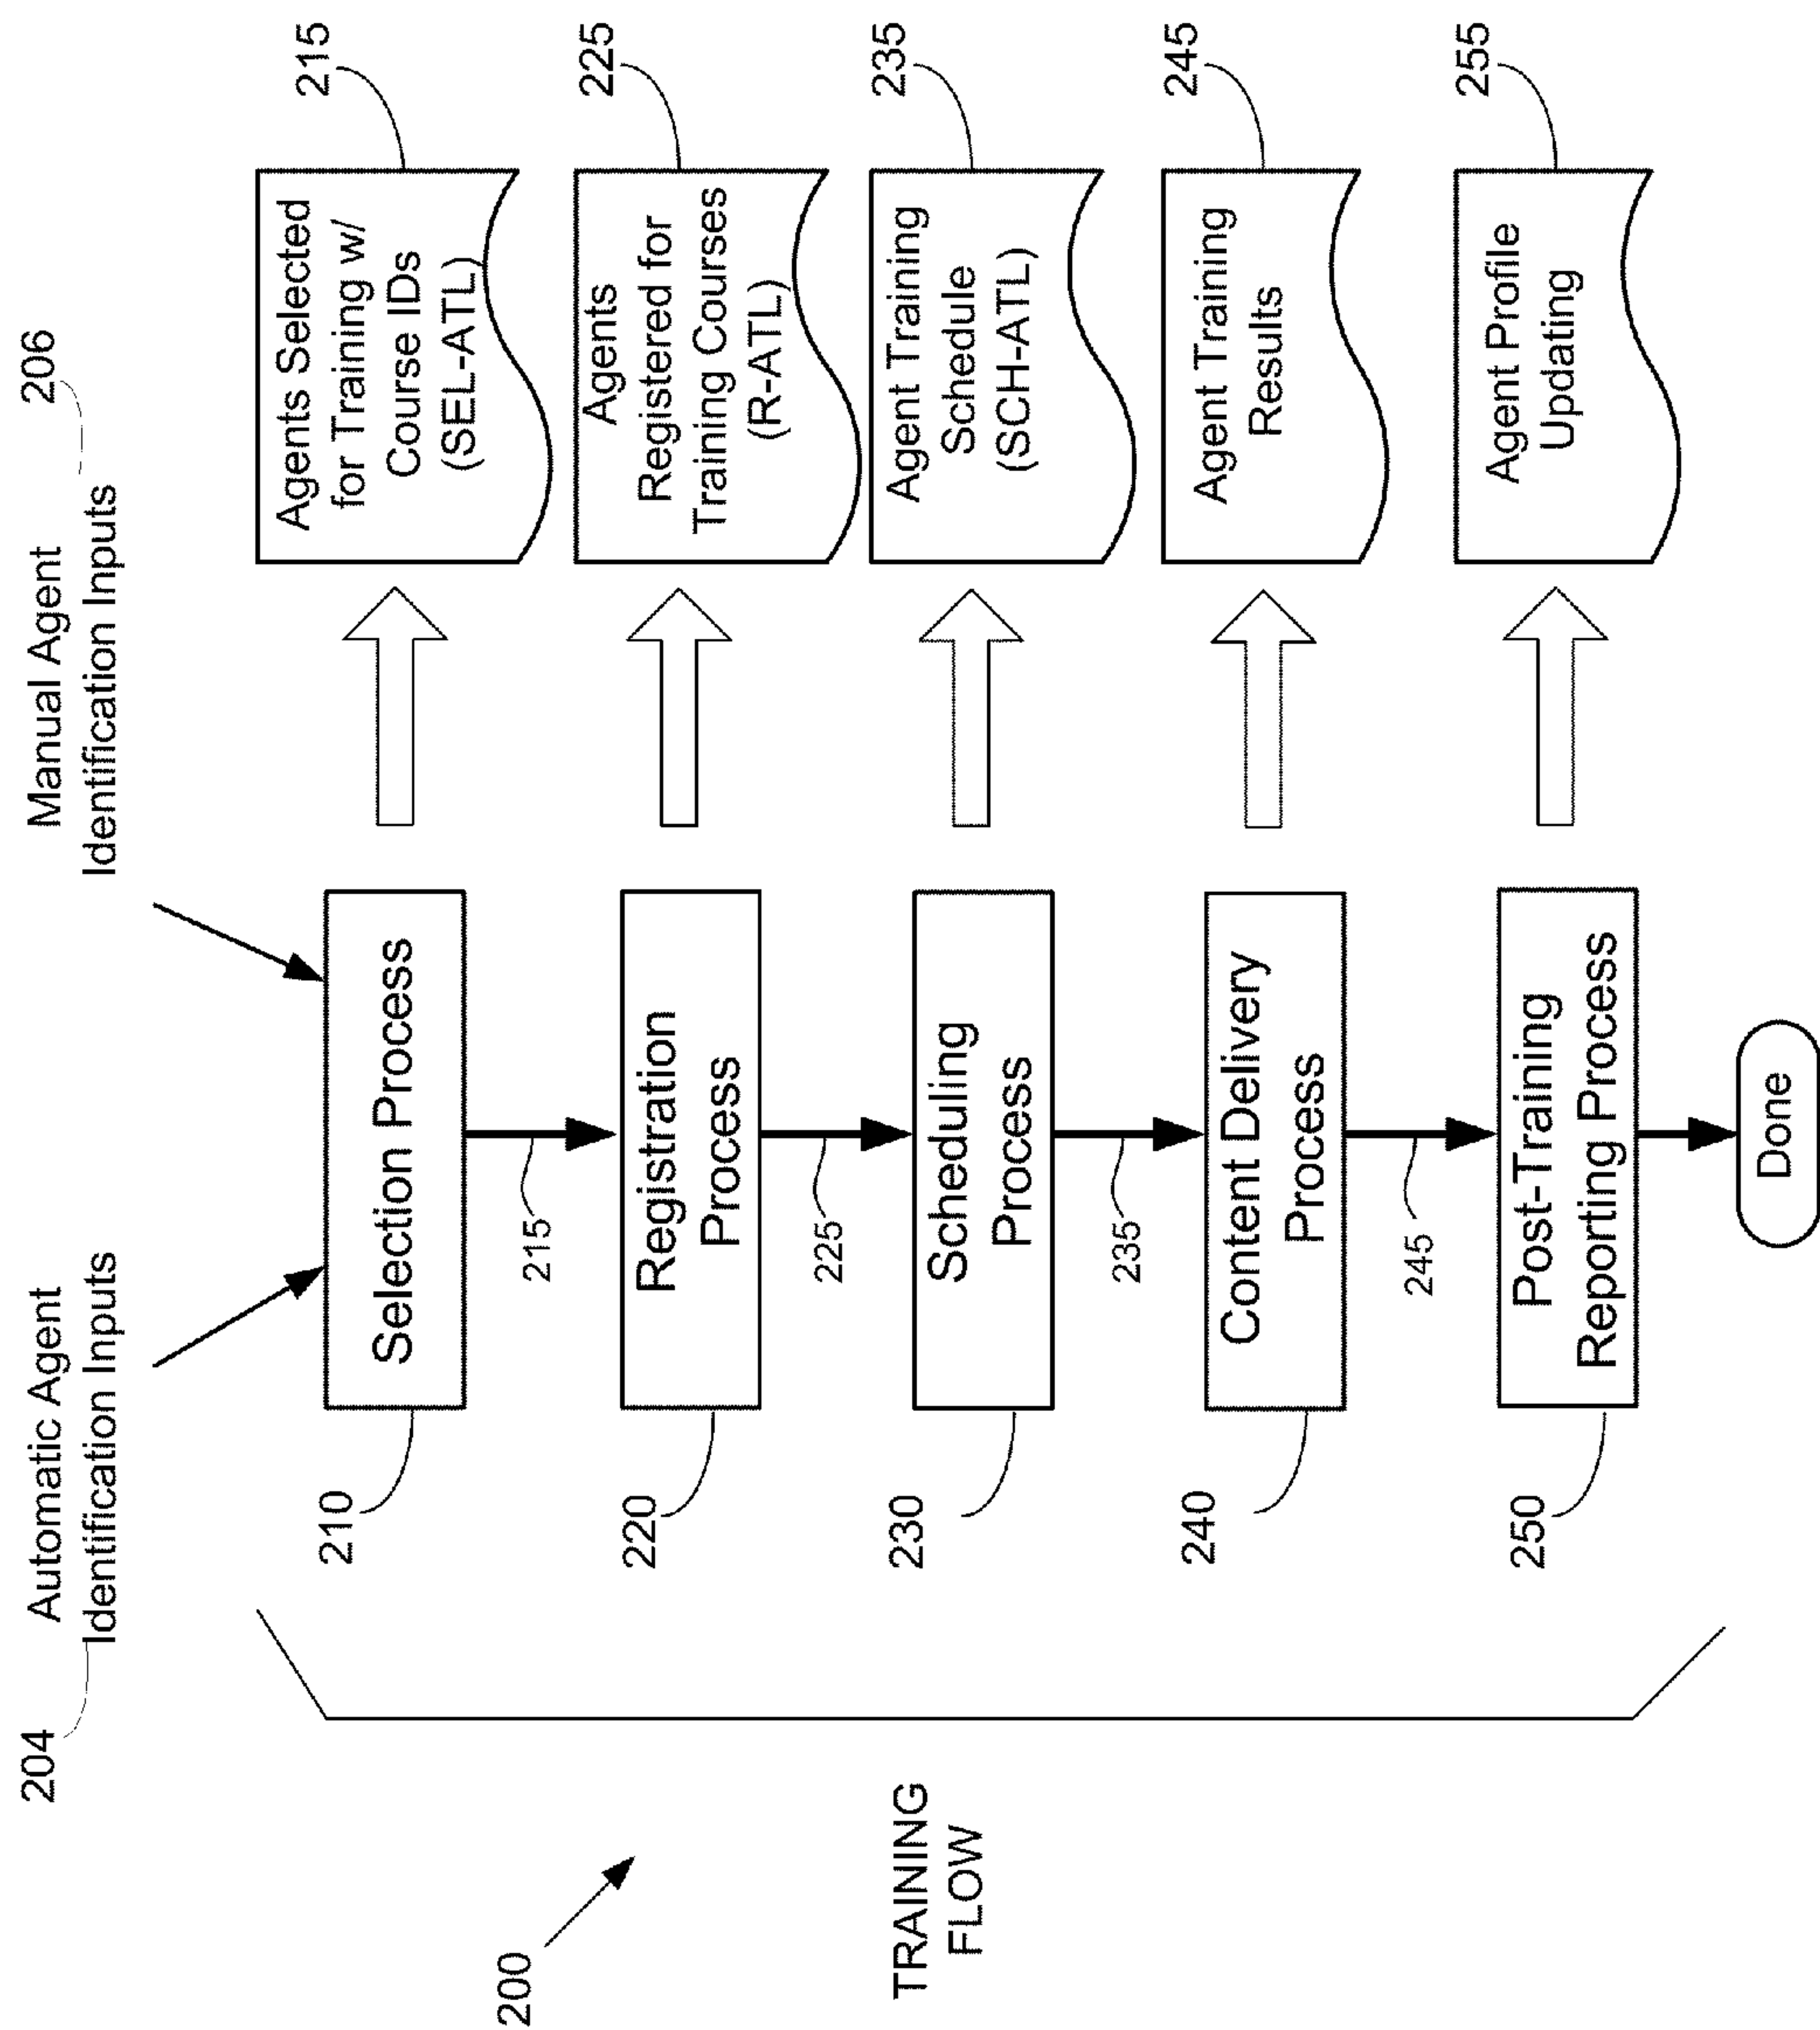 204
Automatic Agent
Identification Inputs
Manual Agent
Identification Inputs
206
200
TRAINING
FLOW
210
Selection Process
Agents Selected
for Training w/
Course IDs
(SEL-ATL)
215
215
220
Registration
Process
Agents
Registered for
Training Courses
(R-ATL)
225
225
230
Scheduling
Process
Agent Training
Schedule
(SCH-ATL)
235
235
240
Content Delivery
Process
Agent Training
Results
245
245
250
Post-Training
Reporting Process
Agent Profile
Updating
255
Done